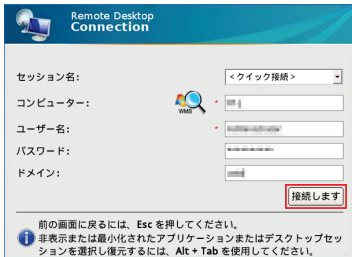 Remote Desktop
Connection
セッション名:
<クイック接続>
コンピューター:
WMS
*
ユーザー名:
*
パスワード:
ドメイン:
接続します
前の画面に戻るには、Esc を押してください。
非表示または最小化されたアプリケーションまたはデスクトップセッ
ションを選択し復元するには、Alt + Tab を使用してください。